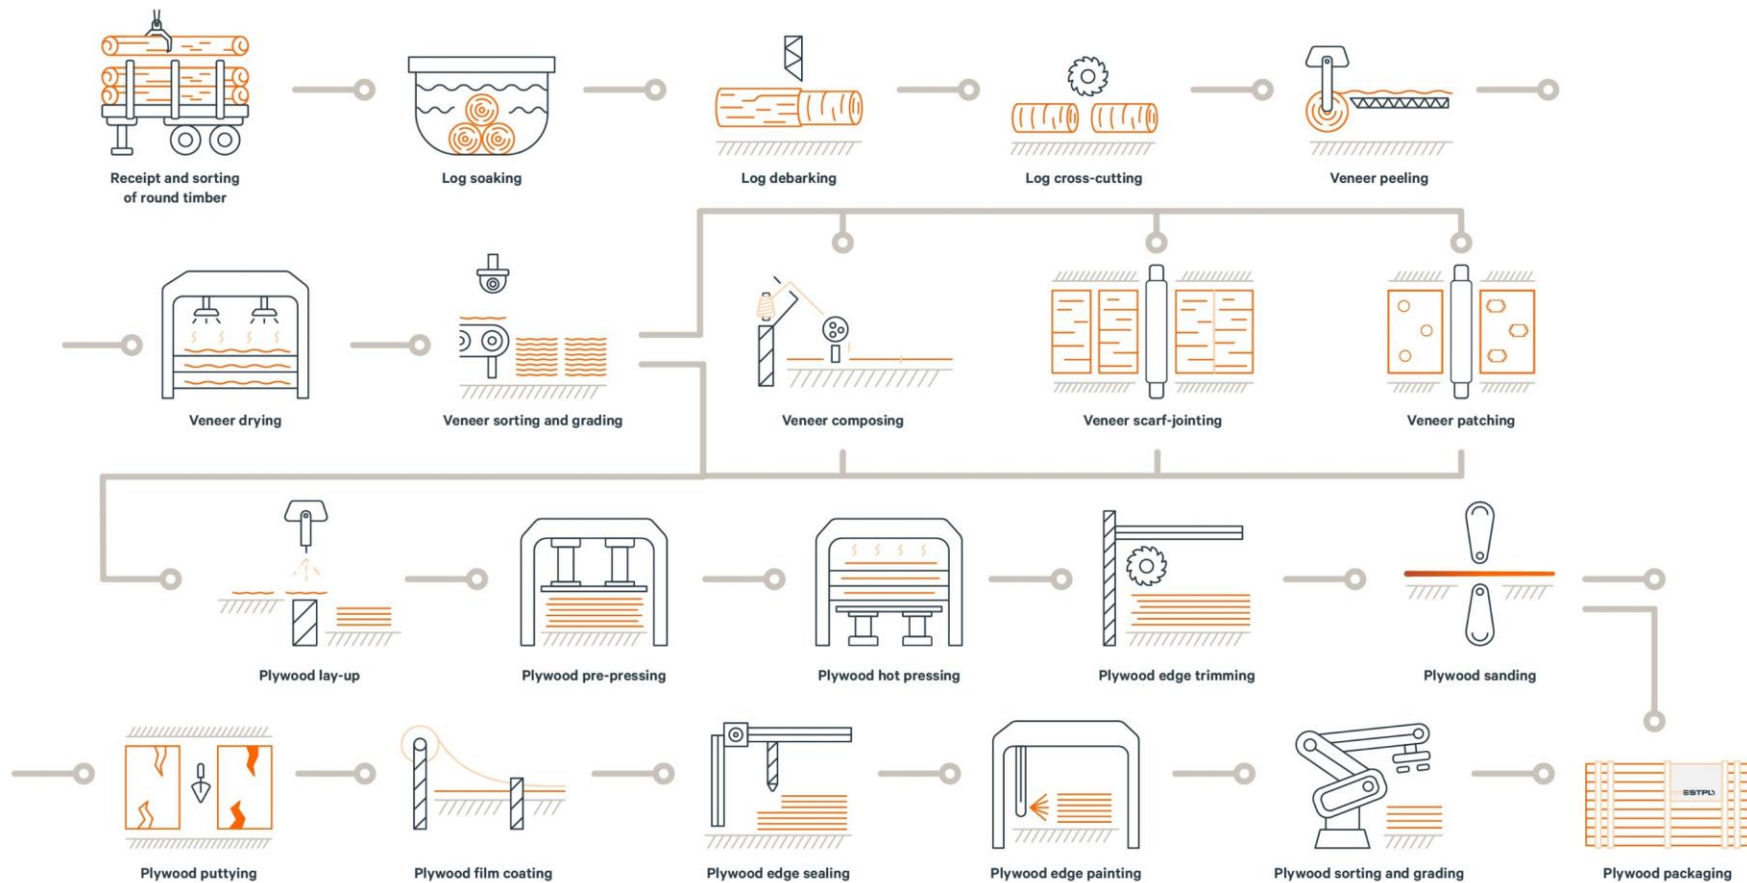 Receipt and sorting
of round timber
Log soaking
Log debarking
Log cross-cutting
Veneer peeling
Veneer drying
Veneer sorting and grading
Veneer composing
Veneer scarf-jointing
Veneer patching
Plywood lay-up
Plywood pre-pressing
Plywood hot pressing
Plywood edge trimming
Plywood sanding
ESTPLY
Plywood puttying
Plywood film coating
Plywood edge sealing
Plywood edge painting
Plywood sorting and grading
Plywood packaging